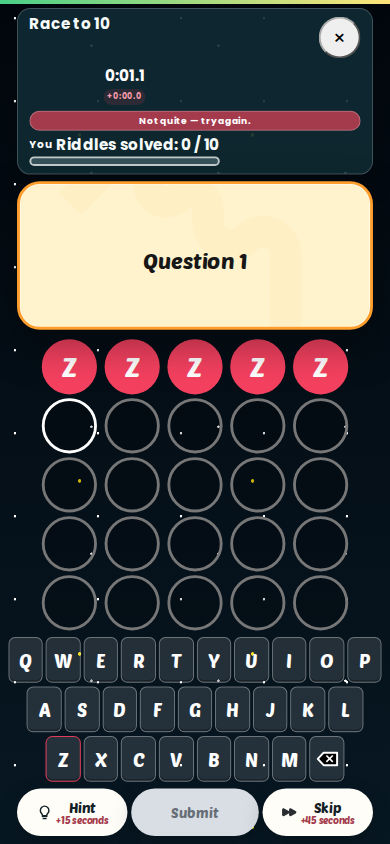 Race to 10
×
0:01.1
+0:00.0
Not quite — try again.
You Riddles solved: 0 / 10
Question 1
Z Z Z Z Z
Q W E R T Y U I O P
A S D F G H J K L
Z X C V B N M
Hint
+15 seconds
Submit
Skip
+45 seconds